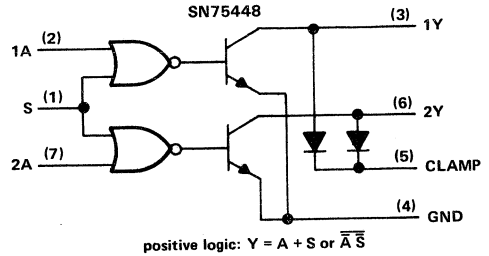 SN75448
1A (2)
(3) 1Y
S (1)
(6) 2Y
2A (7)
(5) CLAMP
(4) GND
positive logic: Y = A + S or A̿ S̿